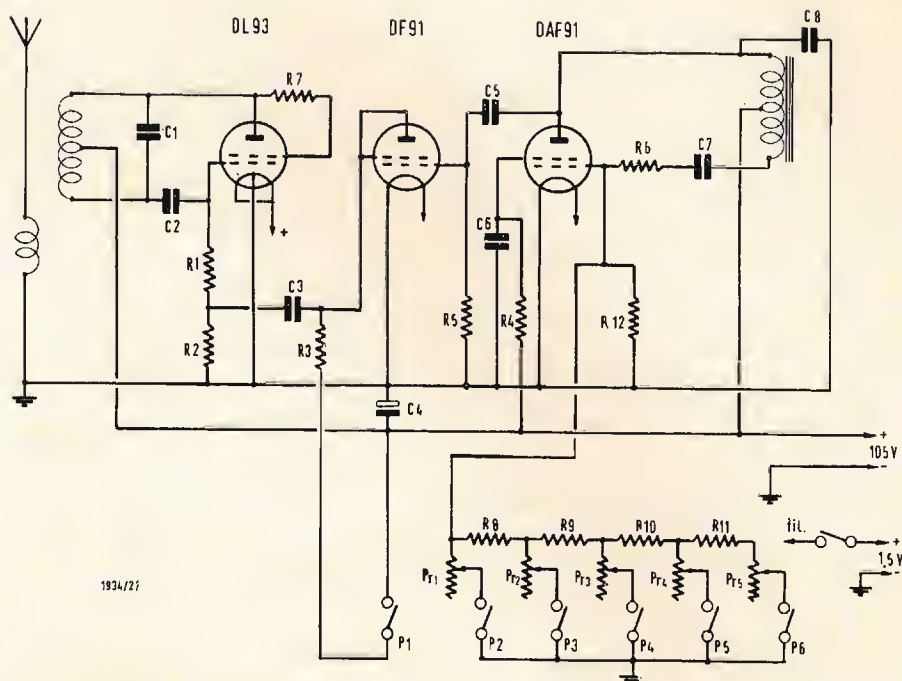 DL93
DF91
DAF91
C8
R7
C1
C5
C2
R6
C7
C6
R1
C3
R2
R3
R5
R4
R12
C4
+
+
105 V
-
R8
R9
R10
R11
fil.
+
1,5 V
-
Pr1
Pr2
Pr3
Pr4
Pr5
1934/27
P1
P2
P3
P4
P5
P6